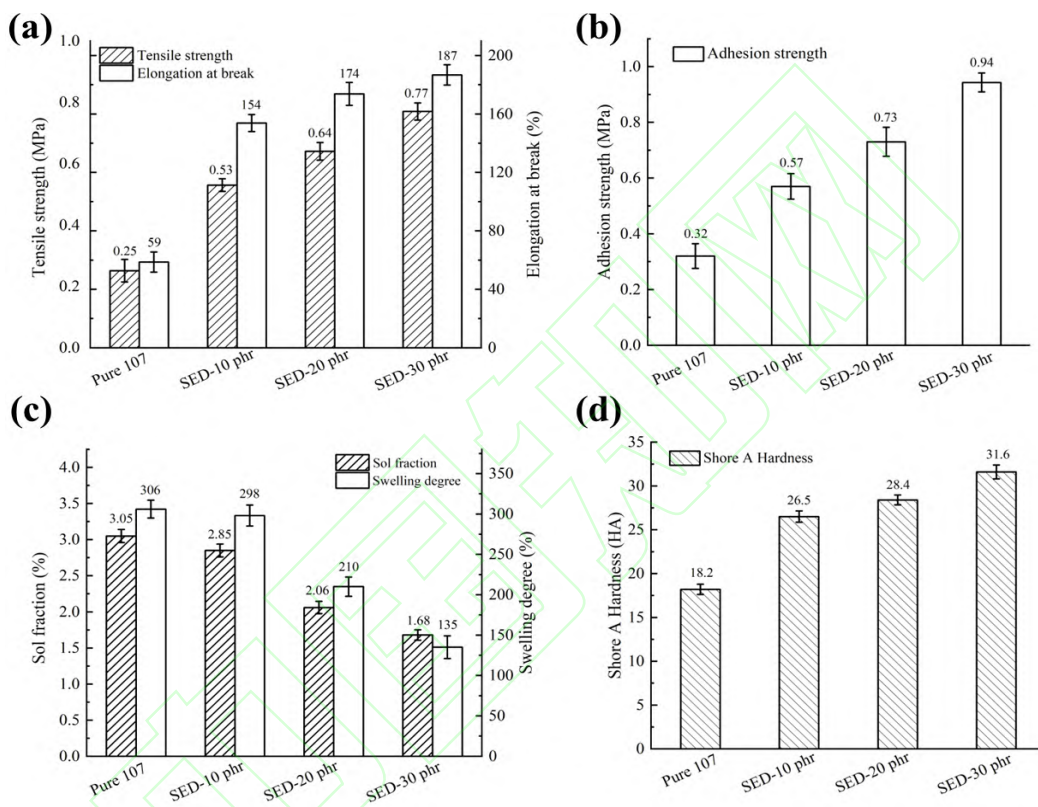 (a)
Tensile strength
Elongation at break
1.0
0.8
0.6
0.4
0.2
0.0
Tensile strength (MPa)
200
160
120
80
40
0
Elongation at break (%)
0.25
59
0.53
154
0.64
174
0.77
187
Pure 107
SED-10 phr
SED-20 phr
SED-30 phr
(b)
Adhesion strength
1.0
0.8
0.6
0.4
0.2
0.0
Adhesion strength (MPa)
0.32
0.57
0.73
0.94
Pure 107
SED-10 phr
SED-20 phr
SED-30 phr
(c)
Sol fraction
Swelling degree
4.0
3.5
3.0
2.5
2.0
1.5
1.0
0.5
0.0
Sol fraction (%)
350
300
250
200
150
100
50
0
Swelling degree (%)
3.05
306
2.85
298
2.06
210
1.68
135
Pure 107
SED-10 phr
SED-20 phr
SED-30 phr
(d)
Shore A Hardness
35
30
25
20
15
10
5
0
Shore A Hardness (HA)
18.2
26.5
28.4
31.6
Pure 107
SED-10 phr
SED-20 phr
SED-30 phr